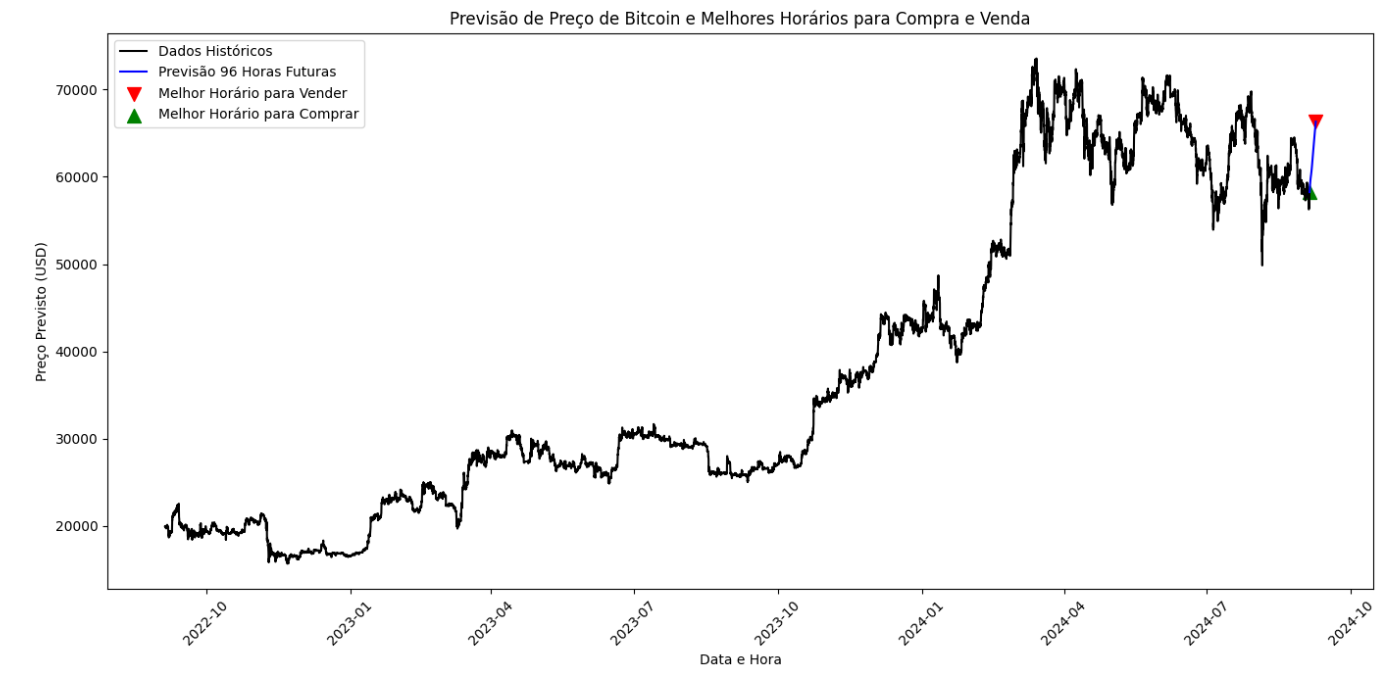 Previsão de Preço de Bitcoin e Melhores Horários para Compra e Venda
Dados Históricos
Previsão 96 Horas Futuras
Melhor Horário para Vender
Melhor Horário para Comprar
Preço Previsto (USD)
70000
60000
50000
40000
30000
20000
2022-10
2023-01
2023-04
2023-07
2023-10
2024-01
2024-04
2024-07
2024-10
Data e Hora